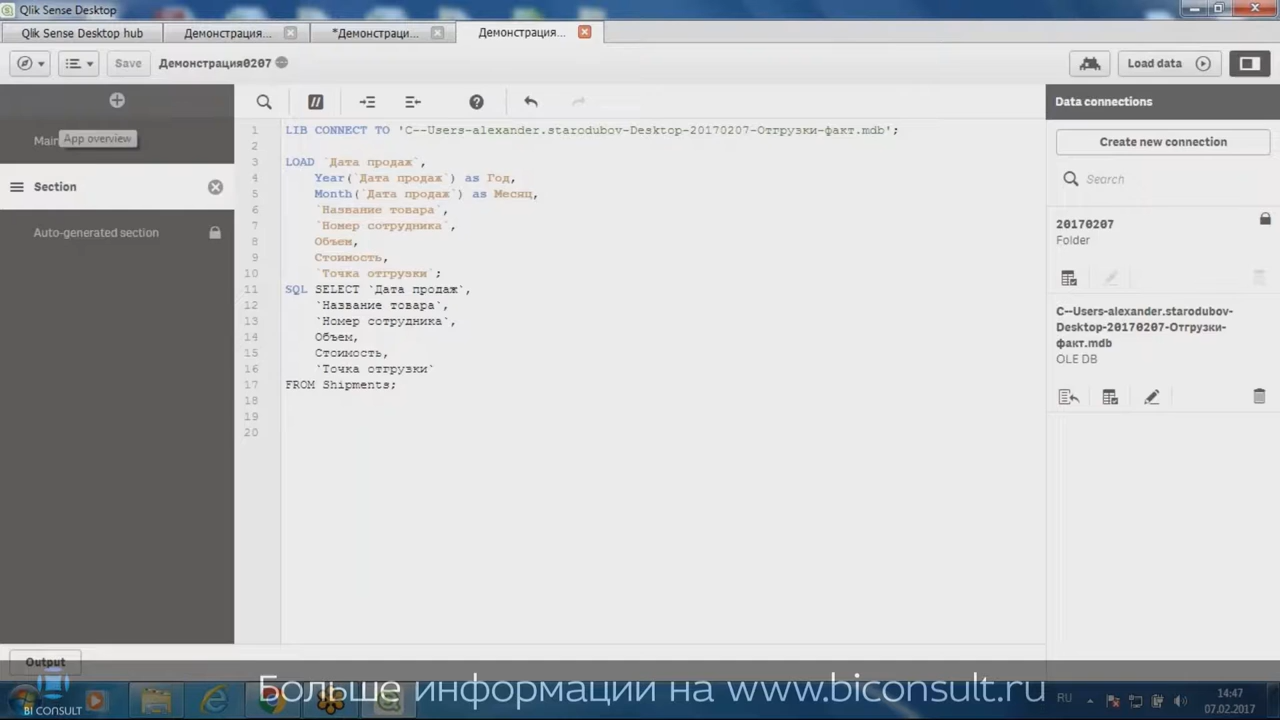 Qlik Sense Desktop
Qlik Sense Desktop hub
Демонстрация...
*Демонстраци...
Демонстрация...
Save
Демонстрация0207
Load data
Main
App overview
Section
Auto-generated section
1 LIB CONNECT TO 'C--Users-alexander.starodubov-Desktop-20170207-Отгрузки-факт.mdb';
2
3 LOAD `Дата продаж`,
4 Year(`Дата продаж`) as Год,
5 Month(`Дата продаж`) as Месяц,
6 `Название товара`,
7 `Номер сотрудника`,
8 Объем,
9 Стоимость,
10 `Точка отгрузки`;
11 SQL SELECT `Дата продаж`,
12 `Название товара`,
13 `Номер сотрудника`,
14 Объем,
15 Стоимость,
16 `Точка отгрузки`
17 FROM Shipments;
18
19
20
Data connections
Create new connection
Search
20170207
Folder
C--Users-alexander.starodubov-
Desktop-20170207-Отгрузки-
факт.mdb
OLE DB
Output
Больше информации на www.biconsult.ru
BI CONSULT
RU
14:47
07.02.2017